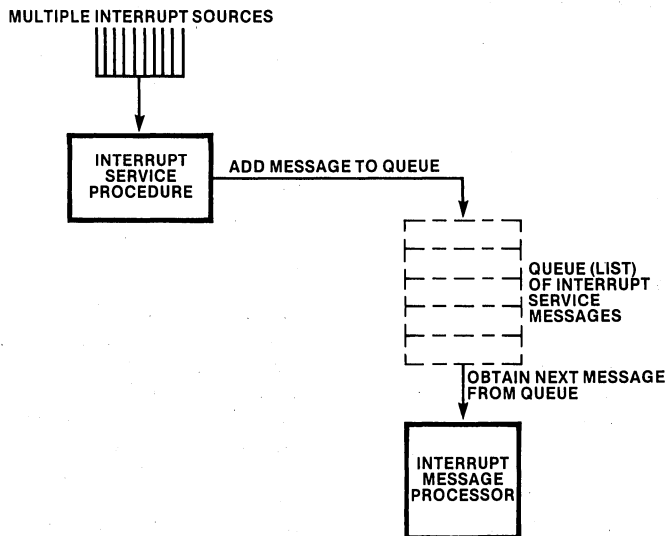 MULTIPLE INTERRUPT SOURCES
INTERRUPT
SERVICE
PROCEDURE
ADD MESSAGE TO QUEUE
QUEUE (LIST)
OF INTERRUPT
SERVICE
MESSAGES
OBTAIN NEXT MESSAGE
FROM QUEUE
INTERRUPT
MESSAGE
PROCESSOR